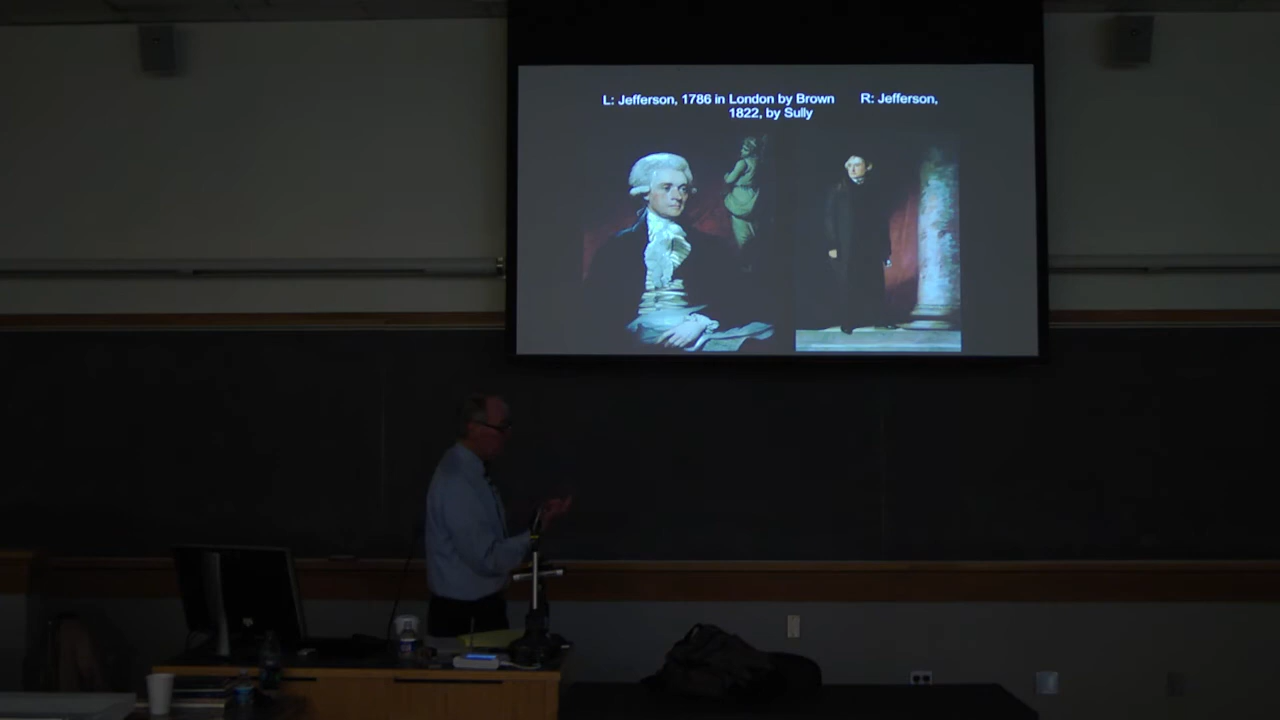 L: Jefferson, 1786 in London by Brown R: Jefferson,
1822, by Sully